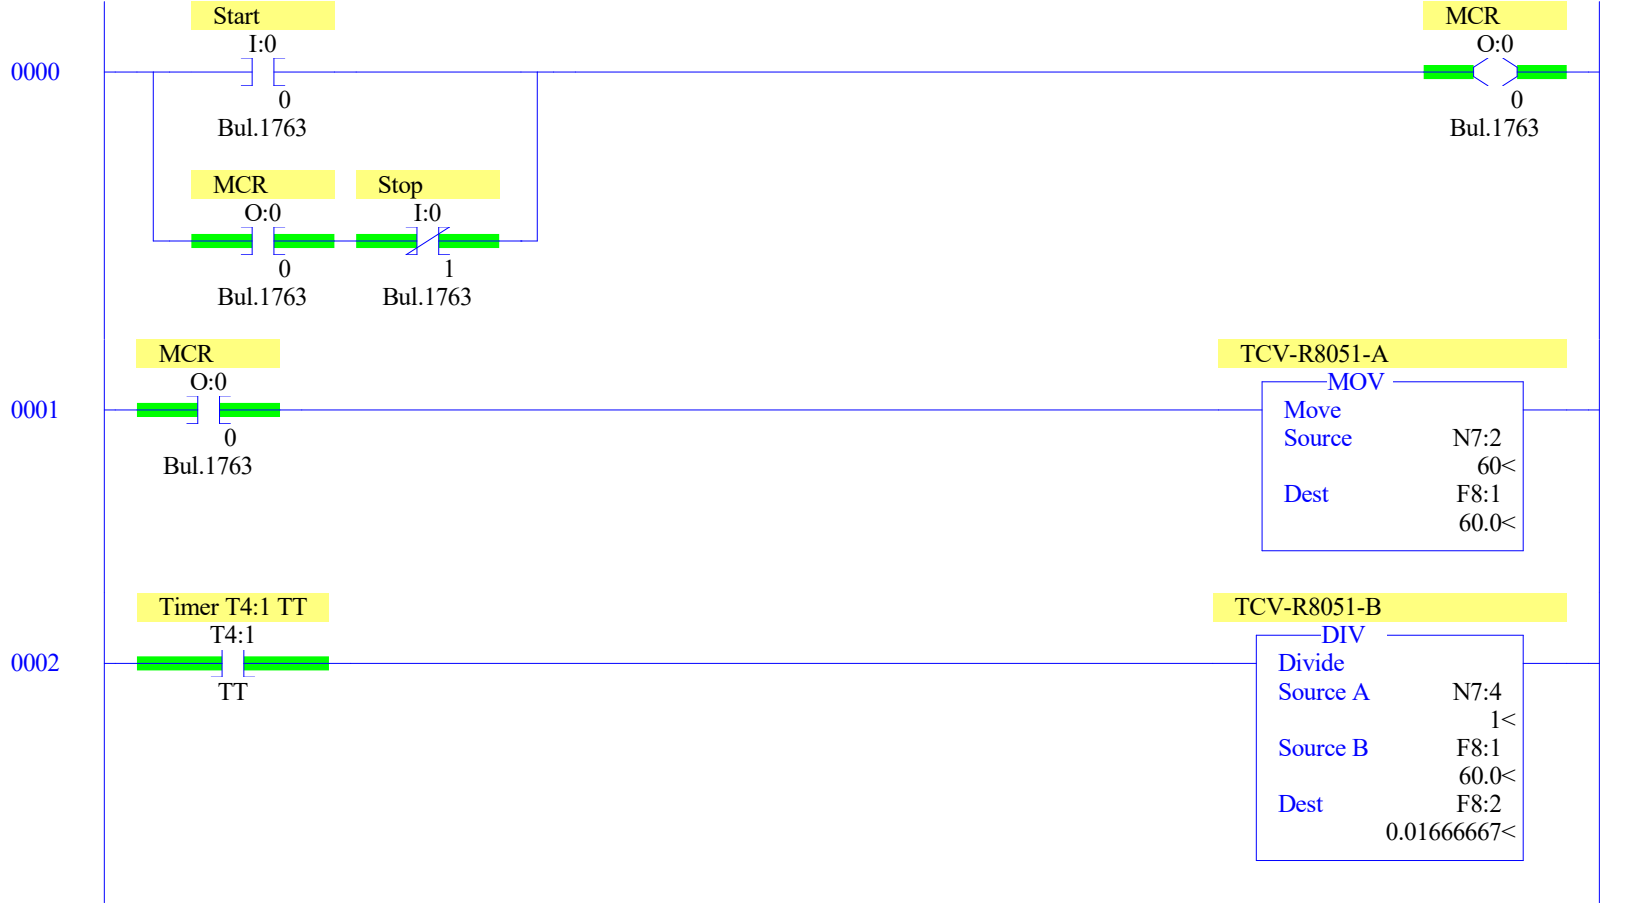 Start
MCR
I:0
O:0
0000
0
0
Bul.1763
Bul.1763
MCR
Stop
O:0
I:0
0
1
Bul.1763
Bul.1763
MCR
TCV-R8051-A
O:0
MOV
0001
Move
0
Source N7:2
Bul.1763
60<
Dest F8:1
60.0<
Timer T4:1 TT
TCV-R8051-B
T4:1
DIV
0002
Divide
TT
Source A N7:4
1<
Source B F8:1
60.0<
Dest F8:2
0.01666667<